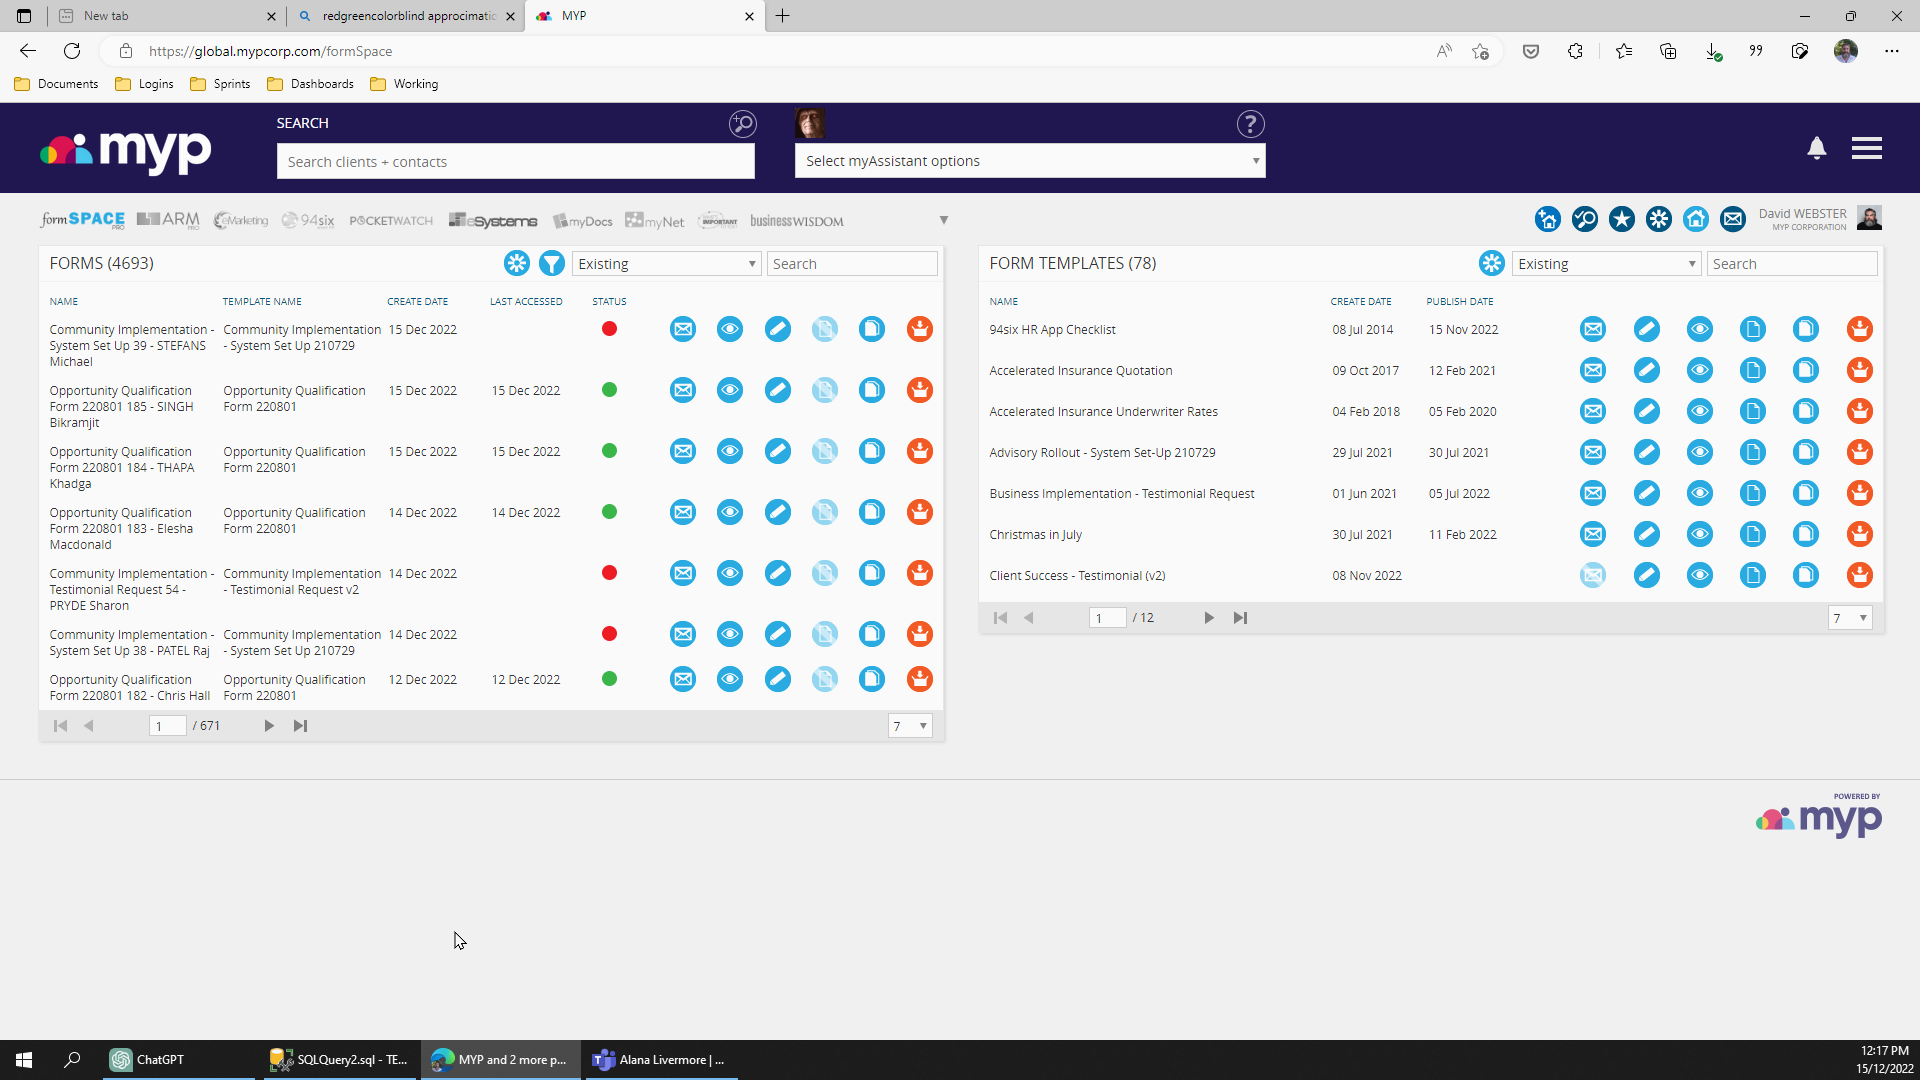 New tab
redgreencolorblind approcimatic
MYP
https://global.mypcorp.com/formSpace
Documents
Logins
Sprints
Dashboards
Working
myp
SEARCH
Search clients + contacts
?
Select myAssistant options
formSPACE PRO
ARM PRO
eMarketing
94six
POCKETWATCH
eSystems
myDocs
myNet
IMPORTANT
businessWISDOM
David WEBSTER
MYP CORPORATION
FORMS (4693)
Existing
Search
NAME TEMPLATE NAME CREATE DATE LAST ACCESSED STATUS
Community Implementation - Community Implementation 15 Dec 2022
System Set Up 39 - STEFANS - System Set Up 210729
Michael
Opportunity Qualification Opportunity Qualification 15 Dec 2022 15 Dec 2022
Form 220801 185 - SINGH Form 220801
Bikramjit
Opportunity Qualification Opportunity Qualification 15 Dec 2022 15 Dec 2022
Form 220801 184 - THAPA Form 220801
Khadga
Opportunity Qualification Opportunity Qualification 14 Dec 2022 14 Dec 2022
Form 220801 183 - Elesha Form 220801
Macdonald
Community Implementation - Community Implementation 14 Dec 2022
Testimonial Request 54 - - Testimonial Request v2
PRYDE Sharon
Community Implementation - Community Implementation 14 Dec 2022
System Set Up 38 - PATEL Raj - System Set Up 210729
Opportunity Qualification Opportunity Qualification 12 Dec 2022 12 Dec 2022
Form 220801 182 - Chris Hall Form 220801
1 / 671 7
FORM TEMPLATES (78)
Existing
Search
NAME CREATE DATE PUBLISH DATE
94six HR App Checklist 08 Jul 2014 15 Nov 2022
Accelerated Insurance Quotation 09 Oct 2017 12 Feb 2021
Accelerated Insurance Underwriter Rates 04 Feb 2018 05 Feb 2020
Advisory Rollout - System Set-Up 210729 29 Jul 2021 30 Jul 2021
Business Implementation - Testimonial Request 01 Jun 2021 05 Jul 2022
Christmas in July 30 Jul 2021 11 Feb 2022
Client Success - Testimonial (v2) 08 Nov 2022
1 / 12 7
POWERED BY
myp
ChatGPT
SQLQuery2.sql - TE...
MYP and 2 more p...
Alana Livermore | ...
12:17 PM
15/12/2022